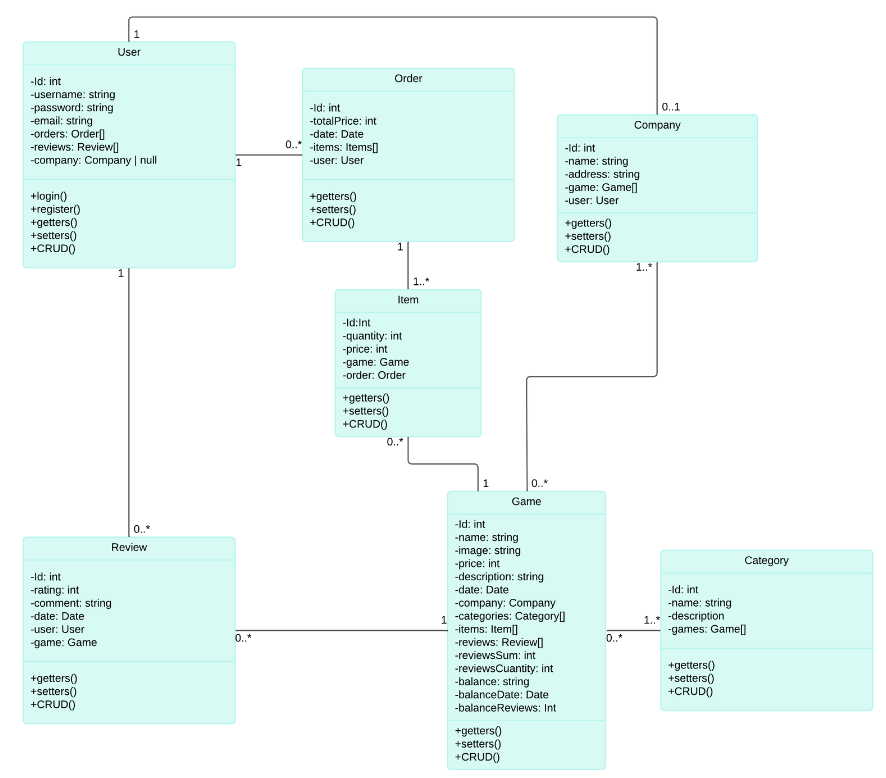 1
User
-Id: int
-username: string
-password: string
-email: string
-orders: Order[]
-reviews: Review[]
-company: Company | null
+login()
+register()
+getters()
+setters()
+CRUD()
1
0..*
Order
-Id: int
-totalPrice: int
-date: Date
-items: Items[]
-user: User
+getters()
+setters()
+CRUD()
0..1
Company
-Id: int
-name: string
-address: string
-game: Game[]
-user: User
+getters()
+setters()
+CRUD()
1..*
1
1
1..*
Item
-Id:Int
-quantity: int
-price: int
-game: Game
-order: Order
+getters()
+setters()
+CRUD()
0..*
1
0..*
0..*
Review
-Id: int
-rating: int
-comment: string
-date: Date
-user: User
-game: Game
+getters()
+setters()
+CRUD()
0..*
1
Game
-Id: int
-name: string
-image: string
-price: int
-description: string
-date: Date
-company: Company
-categories: Category[]
-items: Item[]
-reviews: Review[]
-reviewsSum: int
-reviewsCuantity: int
-balance: string
-balanceDate: Date
-balanceReviews: Int
+getters()
+setters()
+CRUD()
0..*
1..*
Category
-Id: int
-name: string
-description
-games: Game[]
+getters()
+setters()
+CRUD()